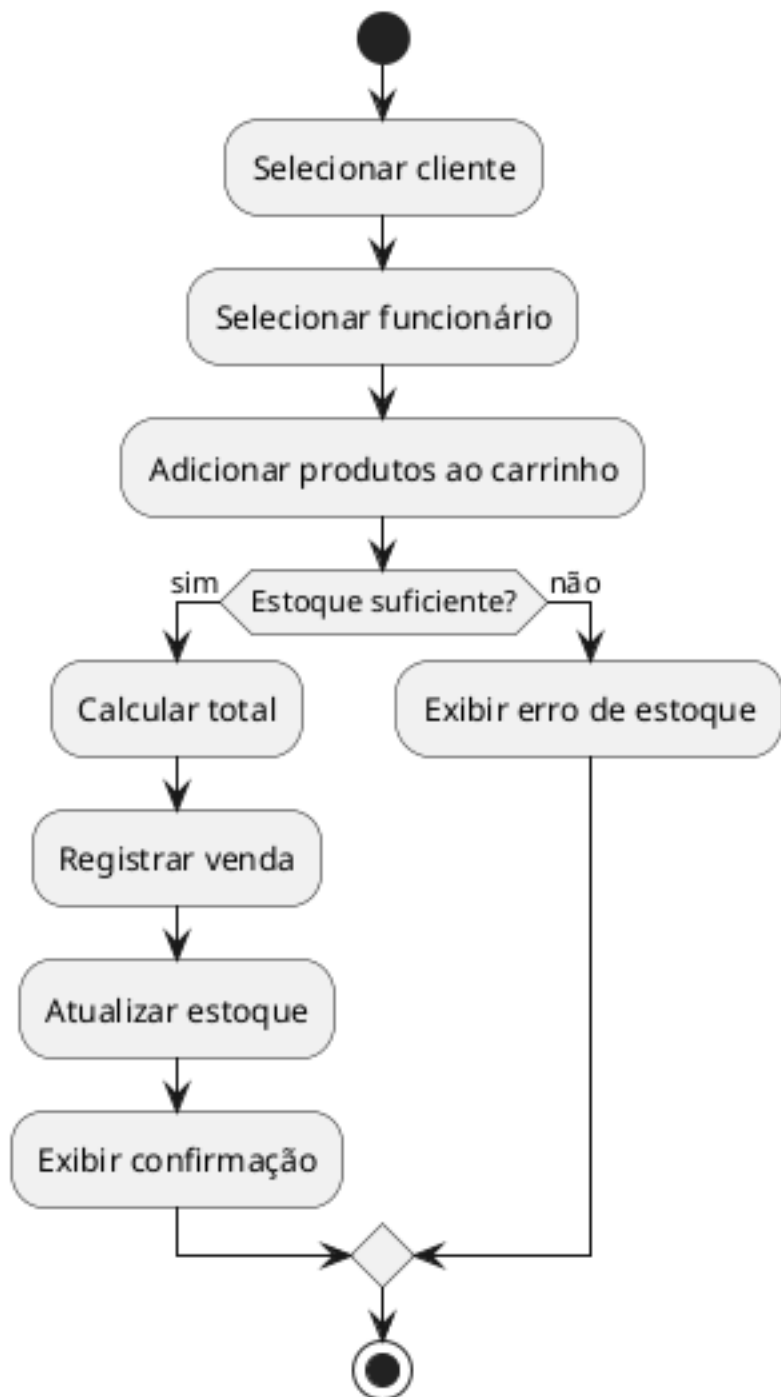 Selecionar cliente
Selecionar funcionário
Adicionar produtos ao carrinho
sim
Estoque suficiente?
não
Calcular total
Exibir erro de estoque
Registrar venda
Atualizar estoque
Exibir confirmação